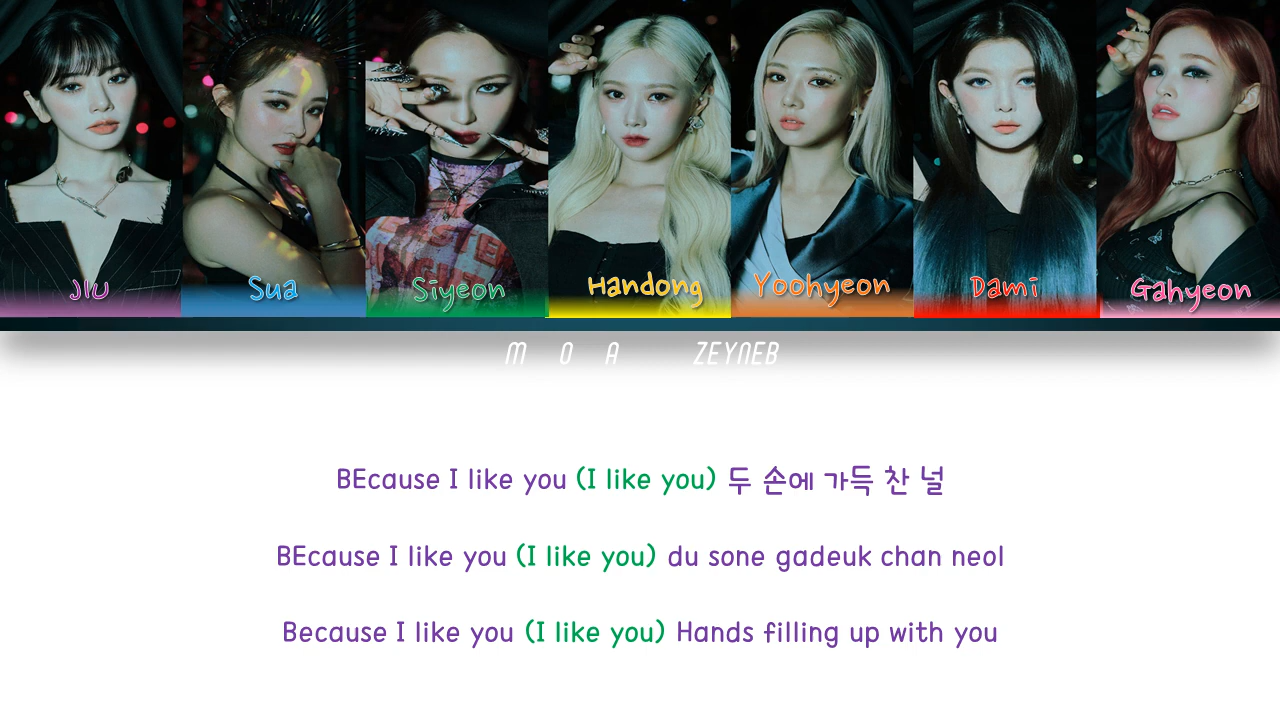 JIU Sua Siyeon Handong Yoohyeon Dami Gahyeon
M O A ZEYNEB
BEcause I like you (I like you) 두 손에 가득 찬 널
BEcause I like you (I like you) du sone gadeuk chan neol
Because I like you (I like you) Hands filling up with you